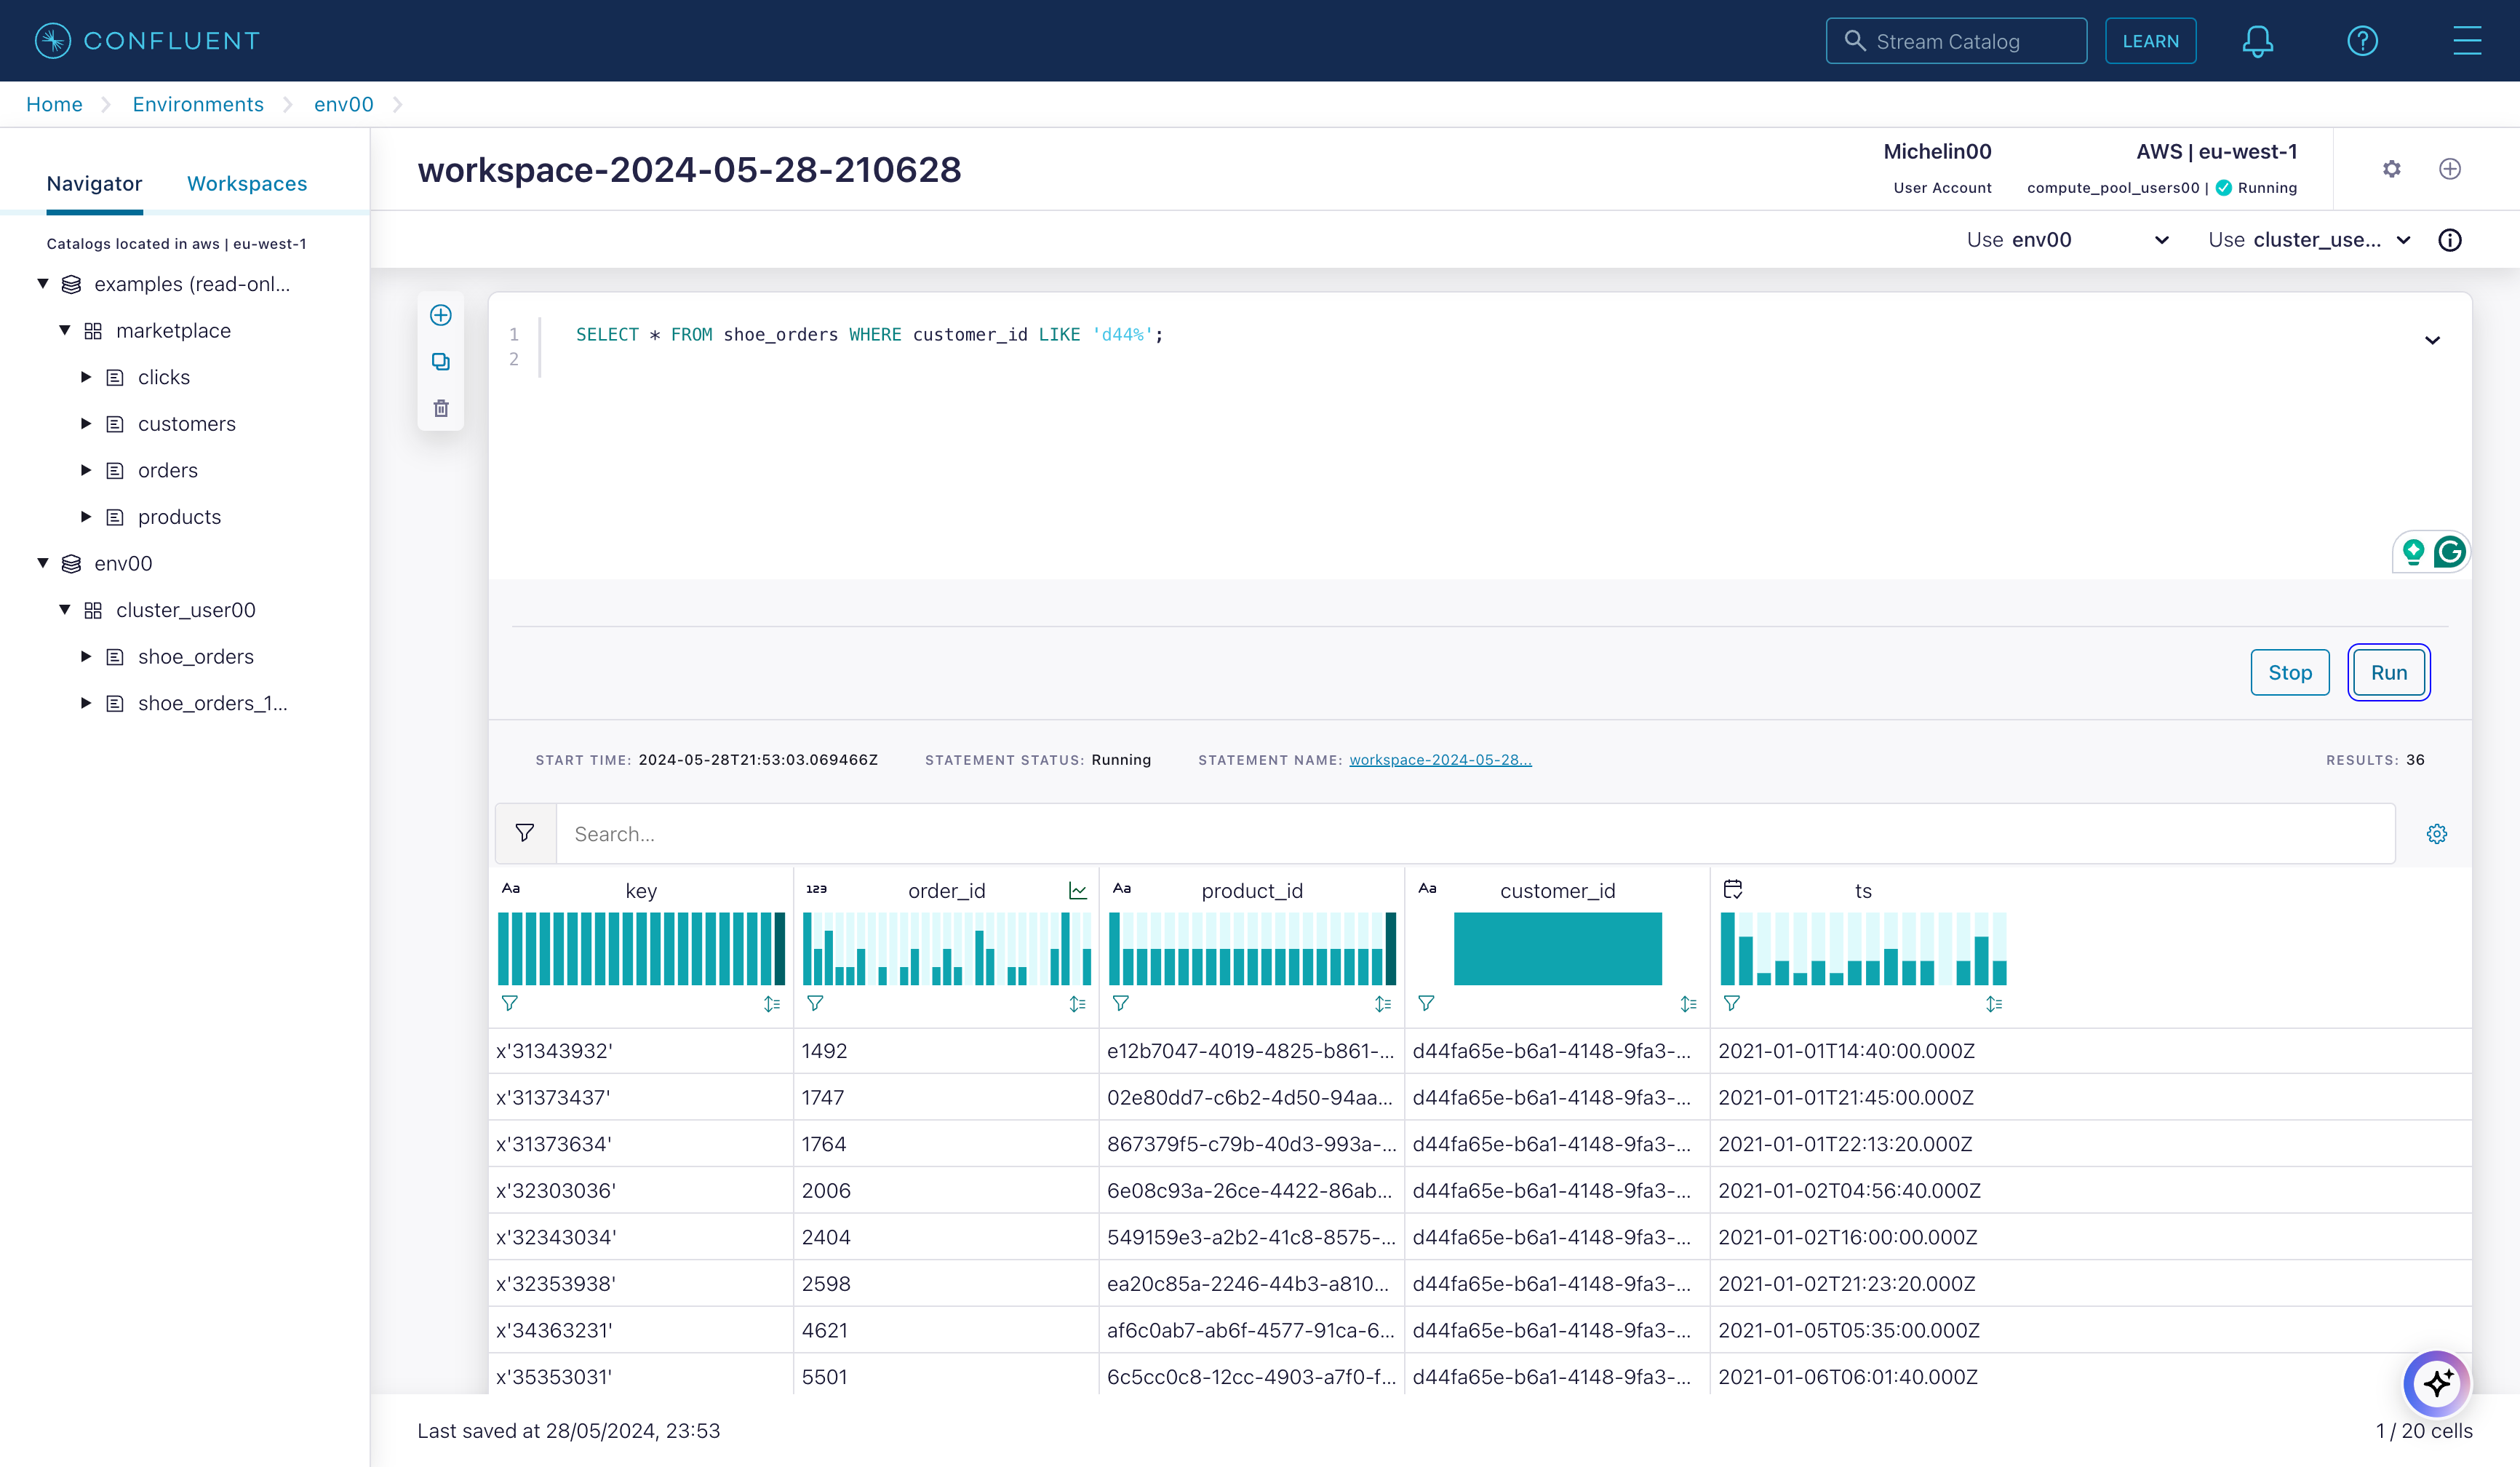 CONFLUENT
Stream Catalog
LEARN
Home
Environments
env00
Navigator
Workspaces
Catalogs located in aws | eu-west-1
examples (read-onl...
marketplace
clicks
customers
orders
products
env00
cluster_user00
shoe_orders
shoe_orders_1...
workspace-2024-05-28-210628
Michelin00
User Account
AWS | eu-west-1
compute_pool_users00 | Running
Use env00
Use cluster_use...
1 SELECT * FROM shoe_orders WHERE customer_id LIKE 'd44%';
2
Stop
Run
START TIME: 2024-05-28T21:53:03.069466Z STATEMENT STATUS: Running STATEMENT NAME: workspace-2024-05-28... RESULTS: 36
Search...
Aa key 123 order_id Aa product_id Aa customer_id ts
x'31343932' 1492 e12b7047-4019-4825-b861-... d44fa65e-b6a1-4148-9fa3-... 2021-01-01T14:40:00.000Z
x'31373437' 1747 02e80dd7-c6b2-4d50-94aa... d44fa65e-b6a1-4148-9fa3-... 2021-01-01T21:45:00.000Z
x'31373634' 1764 867379f5-c79b-40d3-993a-... d44fa65e-b6a1-4148-9fa3-... 2021-01-01T22:13:20.000Z
x'32303036' 2006 6e08c93a-26ce-4422-86ab... d44fa65e-b6a1-4148-9fa3-... 2021-01-02T04:56:40.000Z
x'32343034' 2404 549159e3-a2b2-41c8-8575-... d44fa65e-b6a1-4148-9fa3-... 2021-01-02T16:00:00.000Z
x'32353938' 2598 ea20c85a-2246-44b3-a810... d44fa65e-b6a1-4148-9fa3-... 2021-01-02T21:23:20.000Z
x'34363231' 4621 af6c0ab7-ab6f-4577-91ca-6... d44fa65e-b6a1-4148-9fa3-... 2021-01-05T05:35:00.000Z
x'35353031' 5501 6c5cc0c8-12cc-4903-a7f0-f... d44fa65e-b6a1-4148-9fa3-... 2021-01-06T06:01:40.000Z
Last saved at 28/05/2024, 23:53
1 / 20 cells